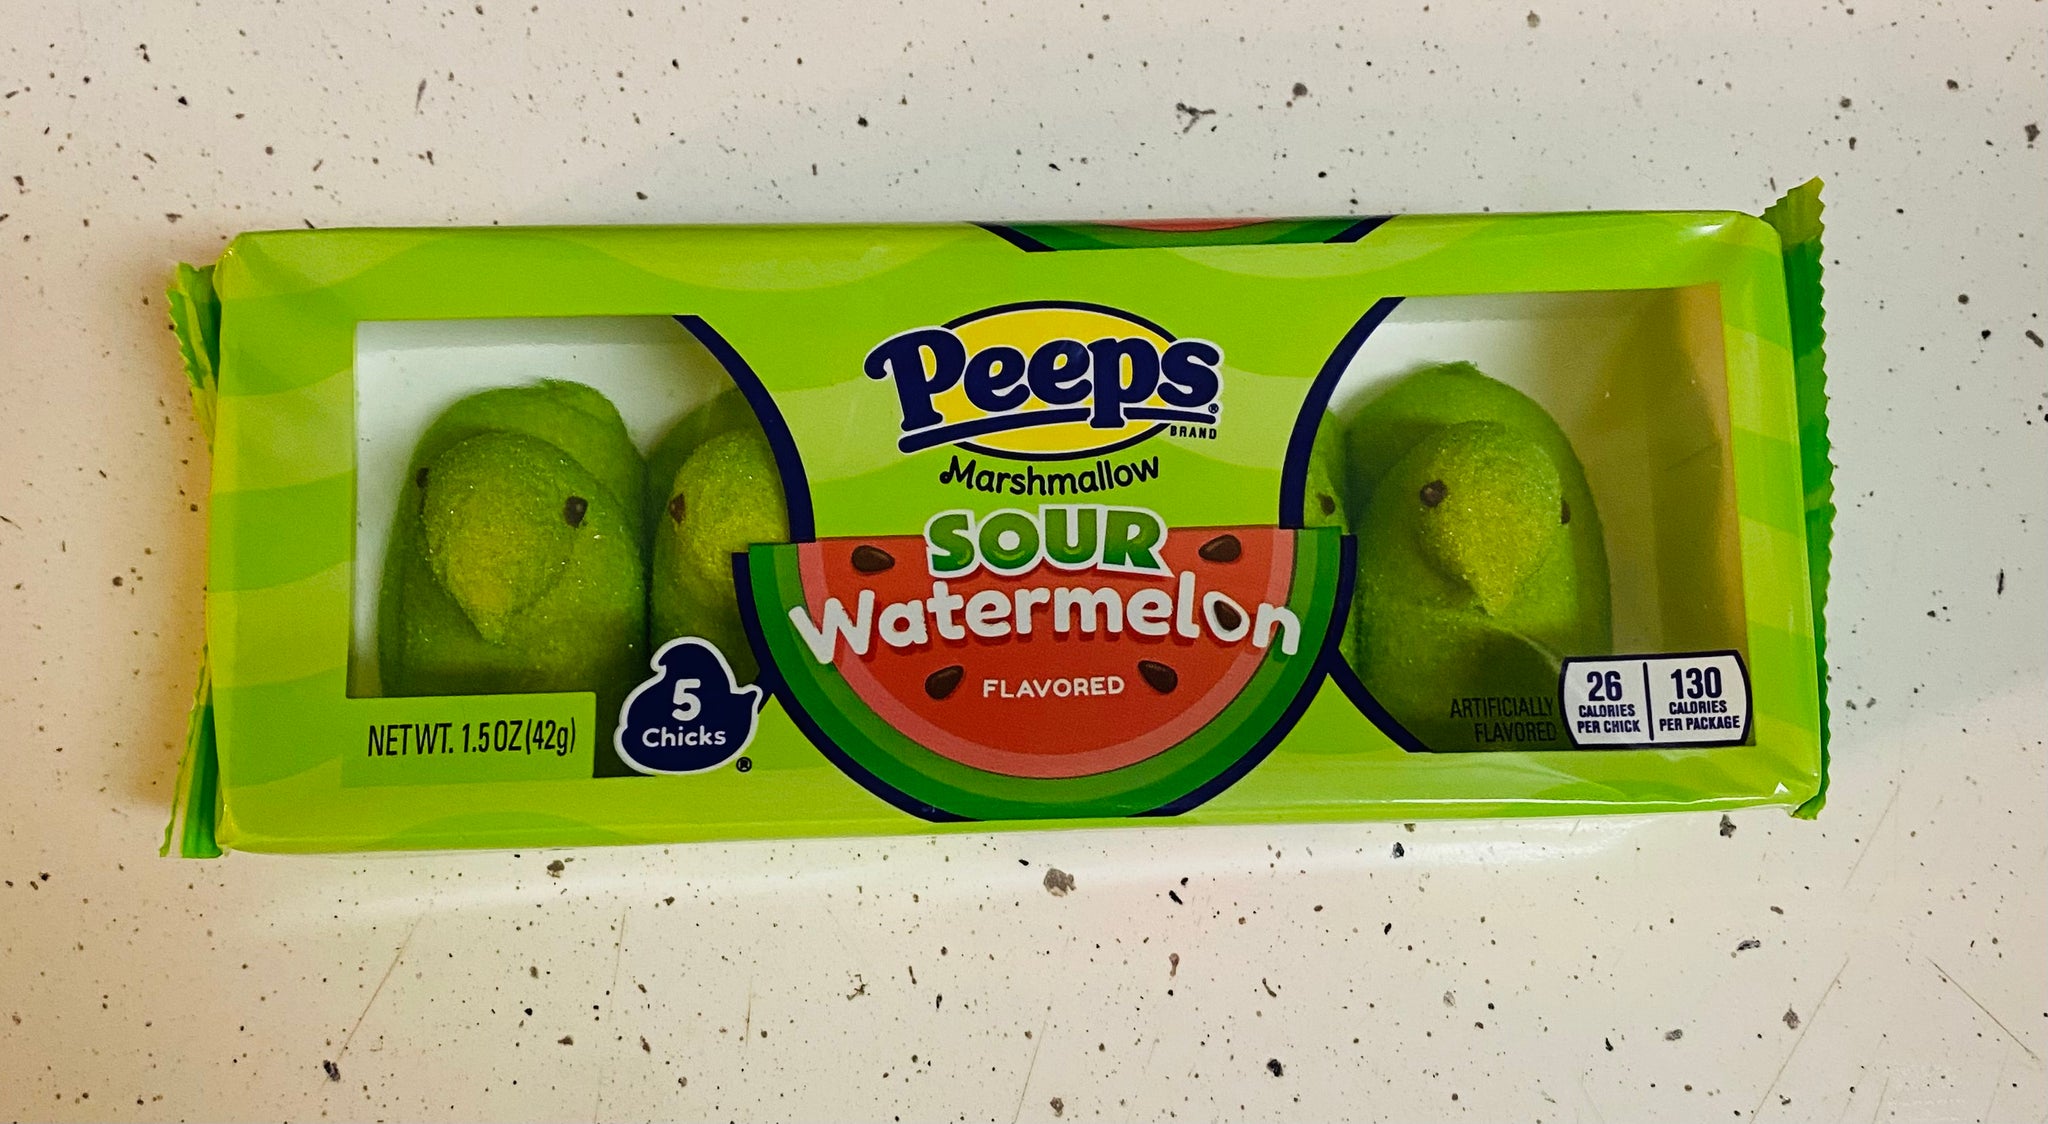 Peeps®
BRAND
Marshmallow
SOUR
Watermelon
FLAVORED
NET WT. 1.5 OZ (42g)
5
Chicks
®
ARTIFICIALLY
FLAVORED
26
CALORIES
PER CHICK
130
CALORIES
PER PACKAGE